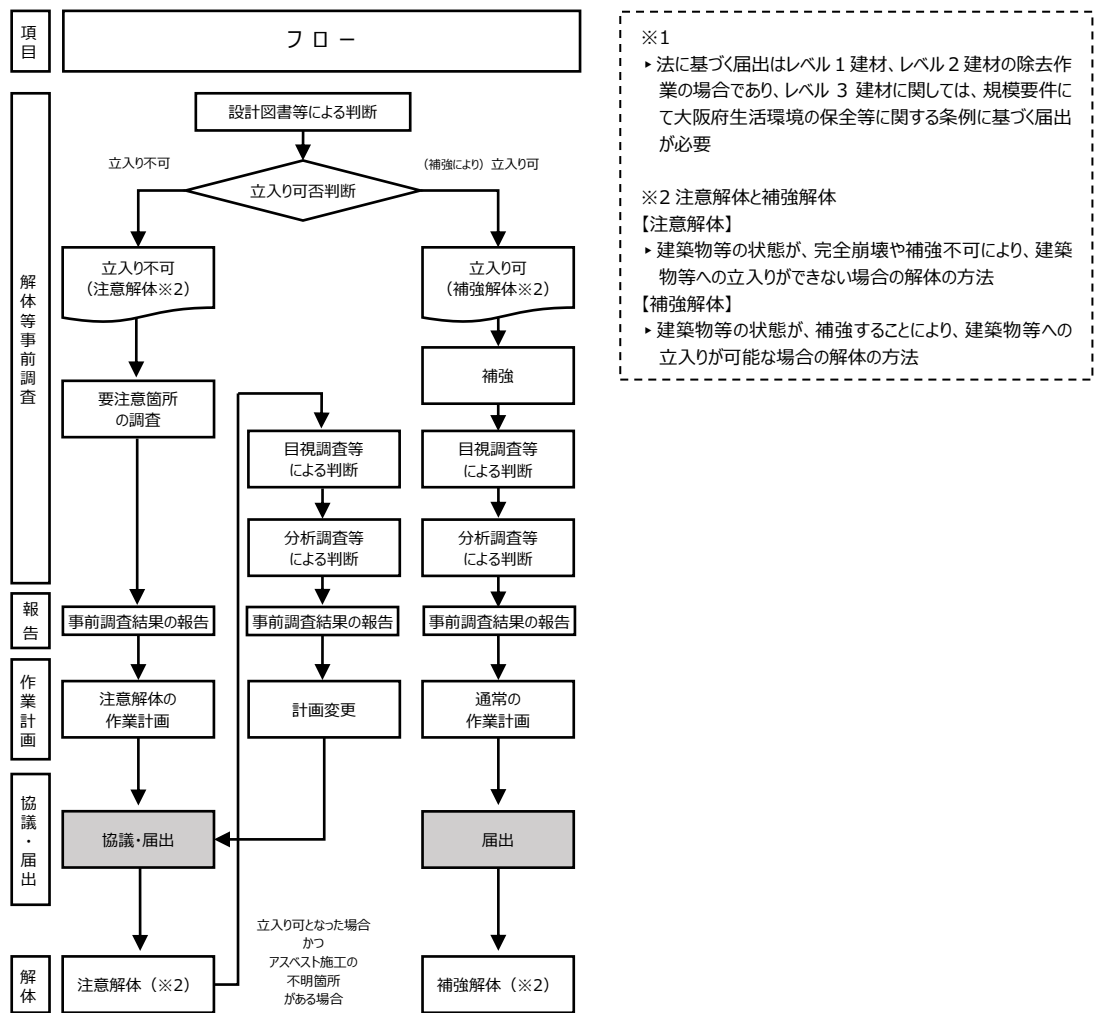 項
目
フ ロ ー
解
体
等
事
前
調
査
設計図書等による判断
立入り不可
（補強により）立入り可
立入り可否判断
立入り不可
（注意解体※2）
立入り可
（補強解体※2）
補強
要注意箇所
の調査
目視調査等
による判断
目視調査等
による判断
分析調査等
による判断
分析調査等
による判断
報
告
事前調査結果の報告
事前調査結果の報告
事前調査結果の報告
作
業
計
画
注意解体の
作業計画
計画変更
通常の
作業計画
協
議
・
届
出
協議・届出
届出
立入り可となった場合
かつ
アスベスト施工の
不明箇所
がある場合
解
体
注意解体（※2）
補強解体（※2）
※1
‣ 法に基づく届出はレベル 1 建材、レベル 2 建材の除去作
業の場合であり、レベル 3 建材に関しては、規模要件に
て大阪府生活環境の保全等に関する条例に基づく届出
が必要
※2 注意解体と補強解体
【注意解体】
‣ 建築物等の状態が、完全崩壊や補強不可により、建築
物等への立入りができない場合の解体の方法
【補強解体】
‣ 建築物等の状態が、補強することにより、建築物等への
立入りが可能な場合の解体の方法